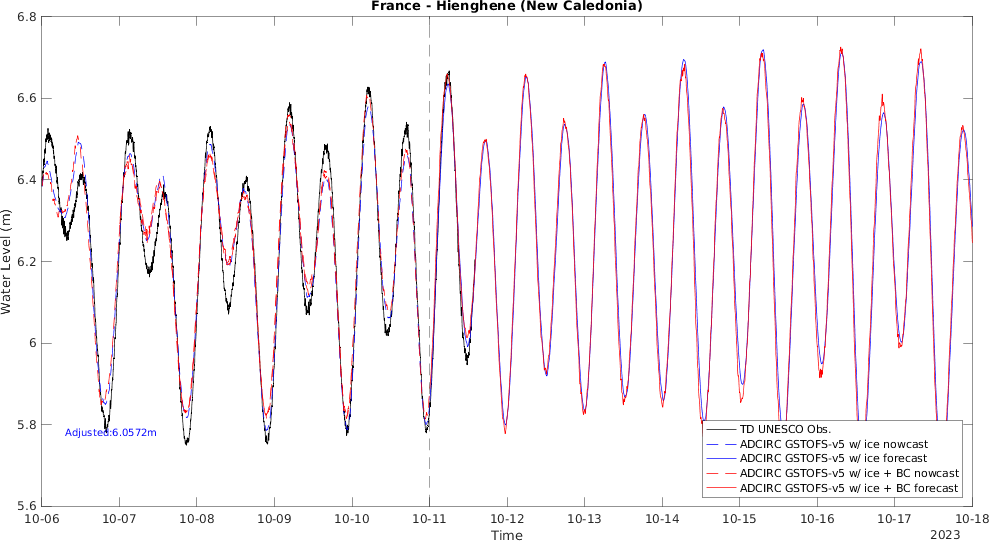 France - Hienghene (New Caledonia)
6.8
6.6
6.4
6.2
6
5.8
5.6
Water Level (m)
Adjusted:6.0572m
TD UNESCO Obs.
ADCIRC GSTOFS-v5 w/ ice nowcast
ADCIRC GSTOFS-v5 w/ ice forecast
ADCIRC GSTOFS-v5 w/ ice + BC nowcast
ADCIRC GSTOFS-v5 w/ ice + BC forecast
10-06 10-07 10-08 10-09 10-10 10-11 10-12 10-13 10-14 10-15 10-16 10-17 10-18
Time
2023